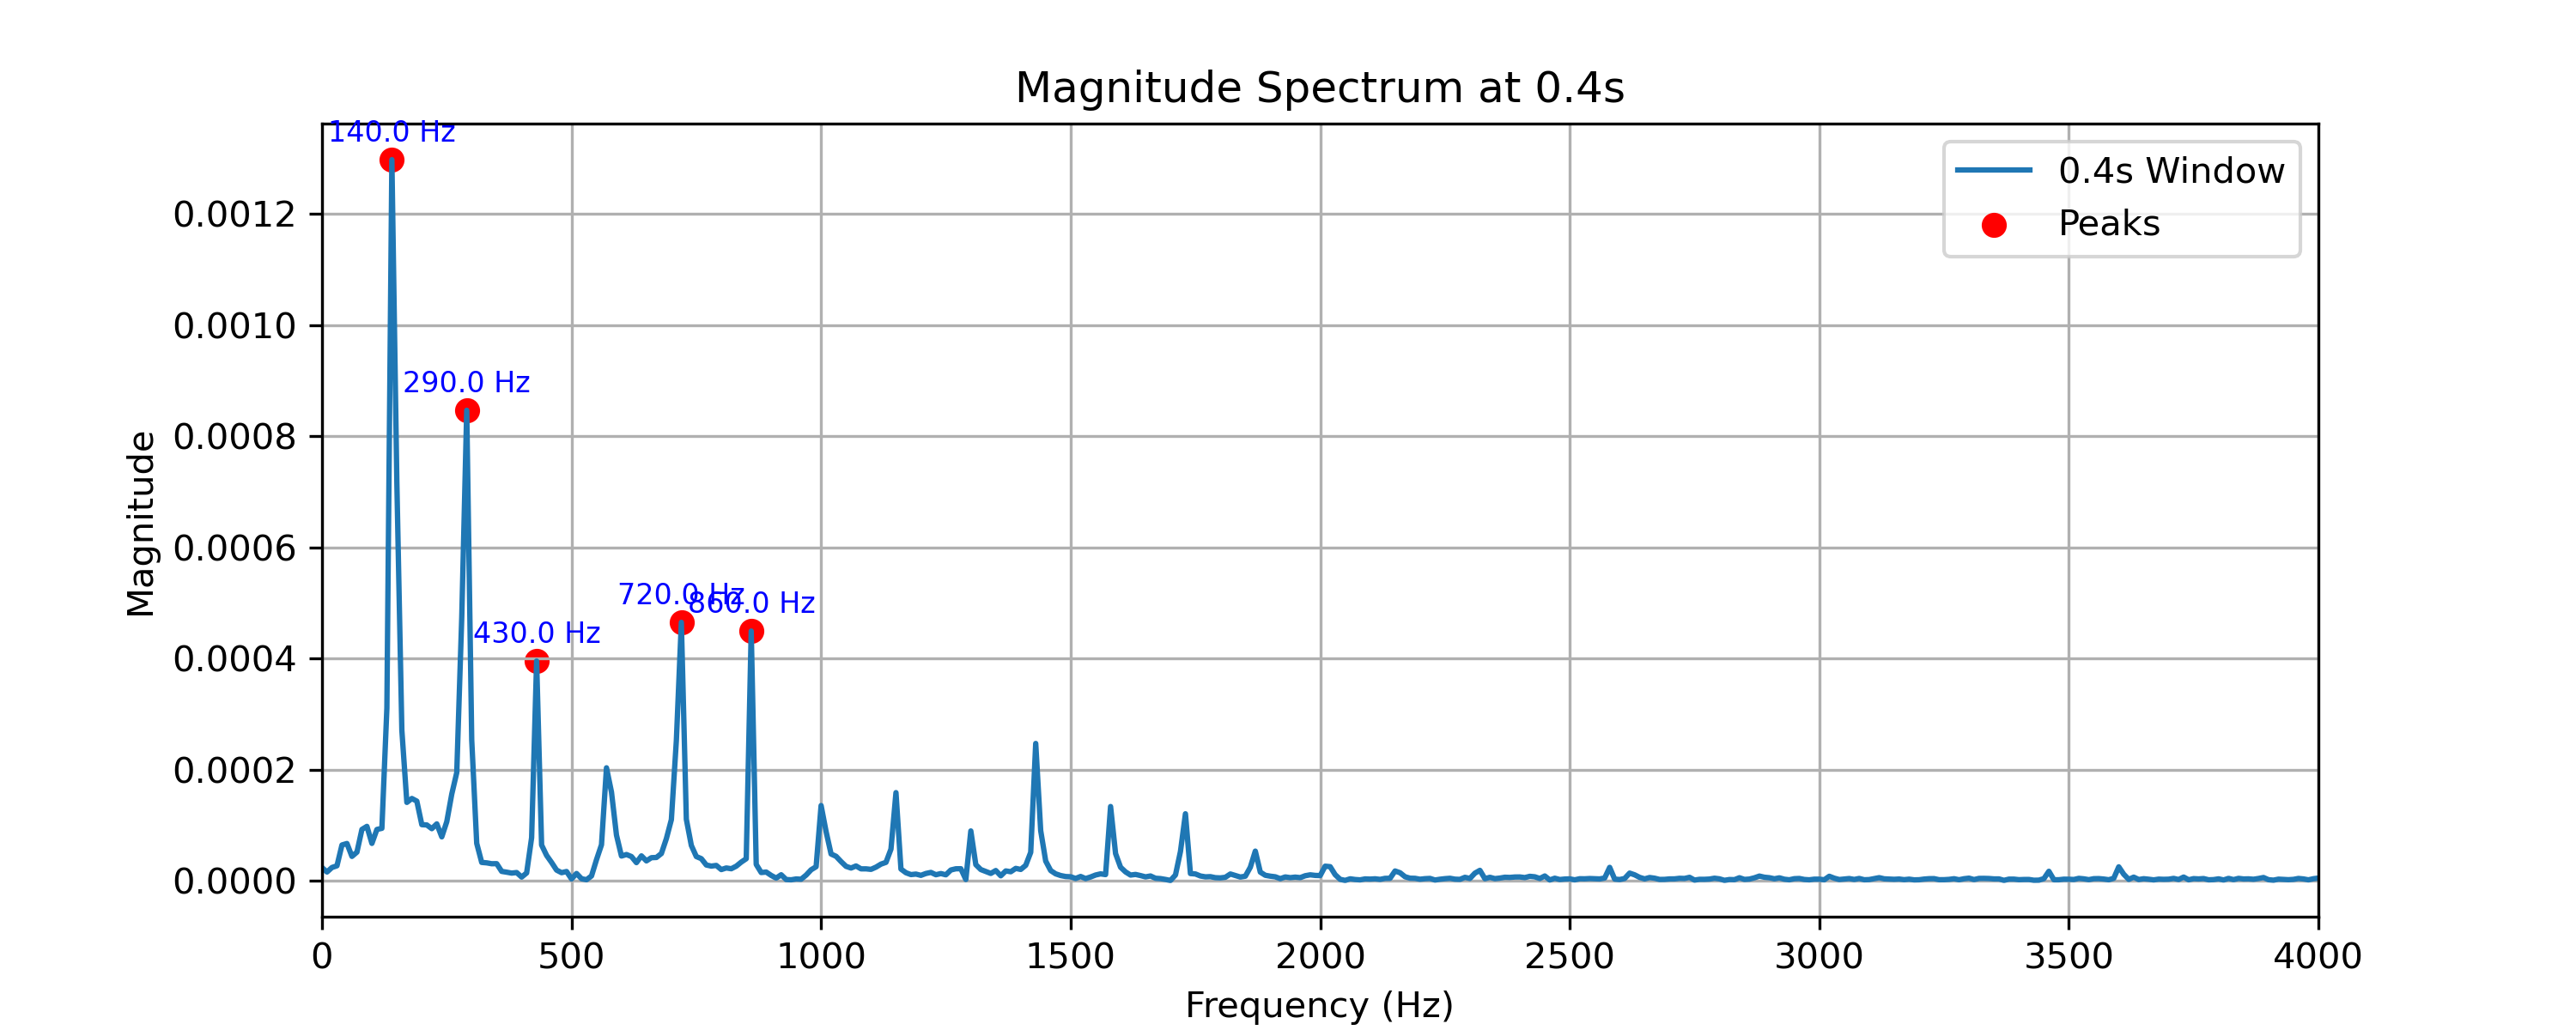 Magnitude Spectrum at 0.4s
140.0 Hz
290.0 Hz
430.0 Hz
720.0 Hz
860.0 Hz
0.4s Window
Peaks
Magnitude
0.0012
0.0010
0.0008
0.0006
0.0004
0.0002
0.0000
0 500 1000 1500 2000 2500 3000 3500 4000
Frequency (Hz)